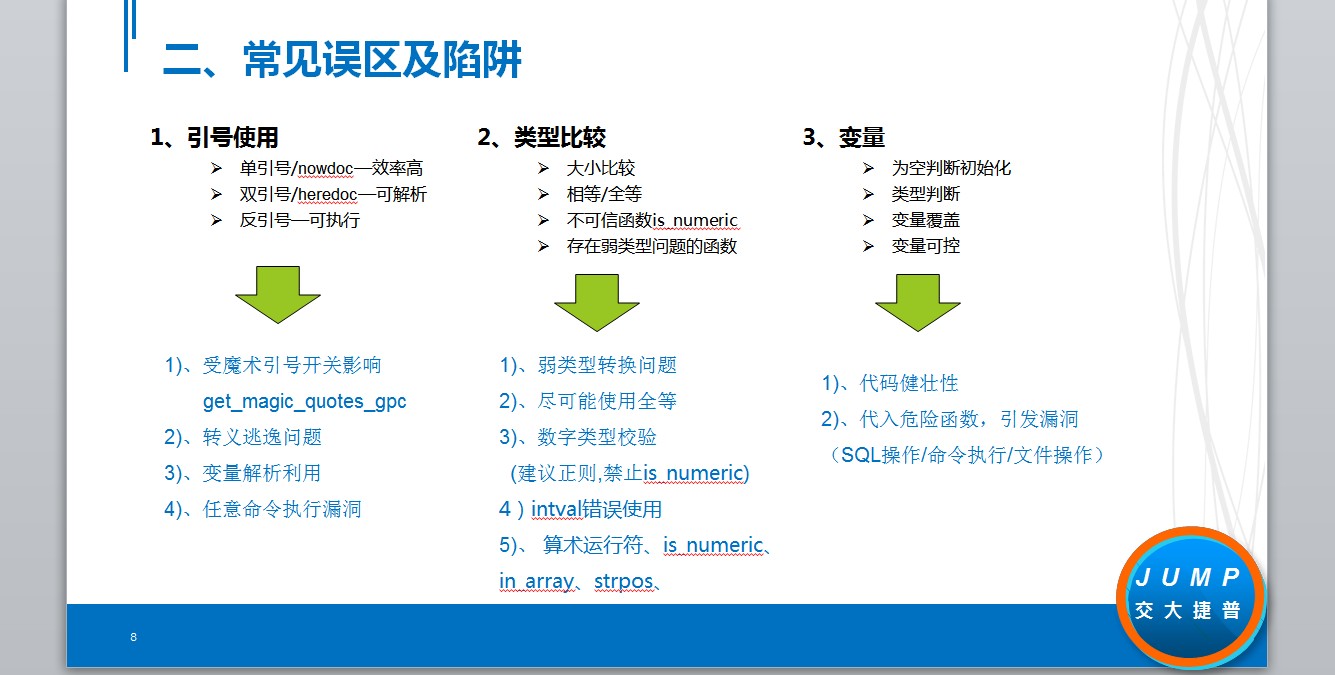 二、常见误区及陷阱
1、引号使用
单引号/nowdoc—效率高
双引号/heredoc—可解析
反引号—可执行
1)、受魔术引号开关影响
get_magic_quotes_gpc
2)、转义逃逸问题
3)、变量解析利用
4)、任意命令执行漏洞
2、类型比较
大小比较
相等/全等
不可信函数is_numeric
存在弱类型问题的函数
1)、弱类型转换问题
2)、尽可能使用全等
3)、数字类型校验
(建议正则,禁止is_numeric)
4）intval错误使用
5)、 算术运行符、is_numeric、
in_array、strpos、
3、变量
为空判断初始化
类型判断
变量覆盖
变量可控
1)、代码健壮性
2)、代入危险函数，引发漏洞
（SQL操作/命令执行/文件操作）
JUMP
交大捷普
8